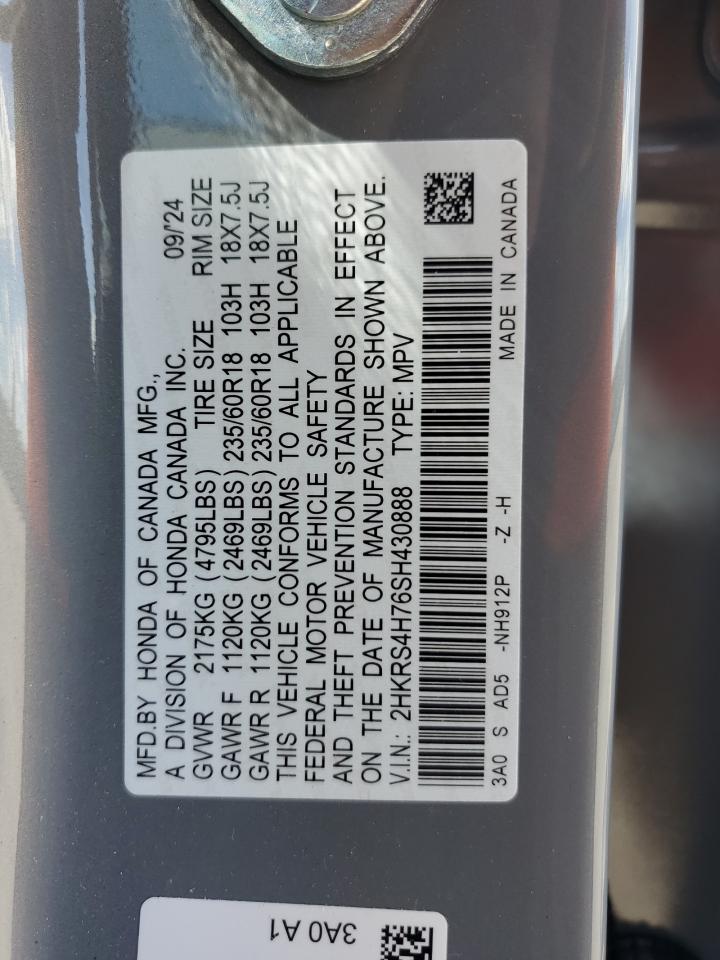 MFD.BY HONDA OF CANADA MFG.,
A DIVISION OF HONDA CANADA INC. 09/'24
GVWR 2175KG (4795LBS) TIRE SIZE RIM SIZE
GAWR F 1120KG (2469LBS) 235/60R18 103H 18X7.5J
GAWR R 1120KG (2469LBS) 235/60R18 103H 18X7.5J
THIS VEHICLE CONFORMS TO ALL APPLICABLE
FEDERAL MOTOR VEHICLE SAFETY
AND THEFT PREVENTION STANDARDS IN EFFECT
ON THE DATE OF MANUFACTURE SHOWN ABOVE.
V.I.N.: 2HKRS4H76SH430888 TYPE: MPV
3A0 S AD5 -NH912P -Z -H MADE IN CANADA
3A0 A1